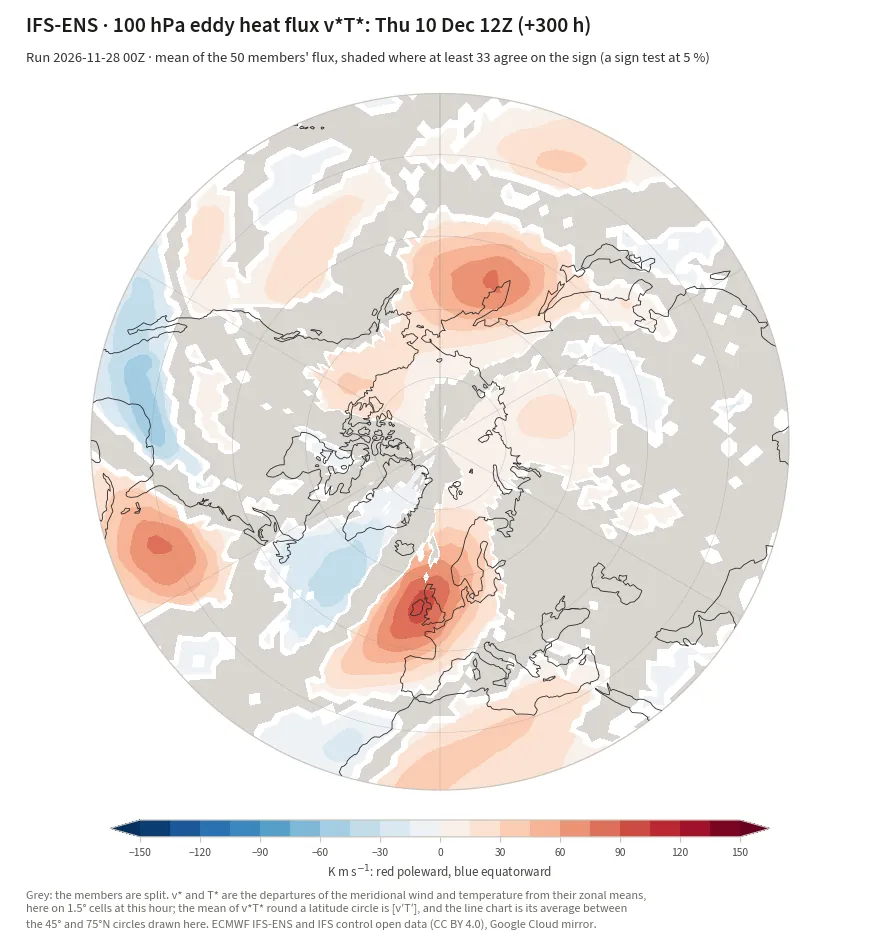 IFS-ENS · 100 hPa eddy heat flux v*T*: Thu 10 Dec 12Z (+300 h)
Run 2026-11-28 00Z · mean of the 50 members' flux, shaded where at least 33 agree on the sign (a sign test at 5 %)
−150 −120 −90 −60 −30 0 30 60 90 120 150
K m s⁻¹: red poleward, blue equatorward
Grey: the members are split. v* and T* are the departures of the meridional wind and temperature from their zonal means,
here on 1.5° cells at this hour; the mean of v*T* round a latitude circle is [v'T'], and the line chart is its average between
the 45° and 75°N circles drawn here. ECMWF IFS-ENS and IFS control open data (CC BY 4.0), Google Cloud mirror.